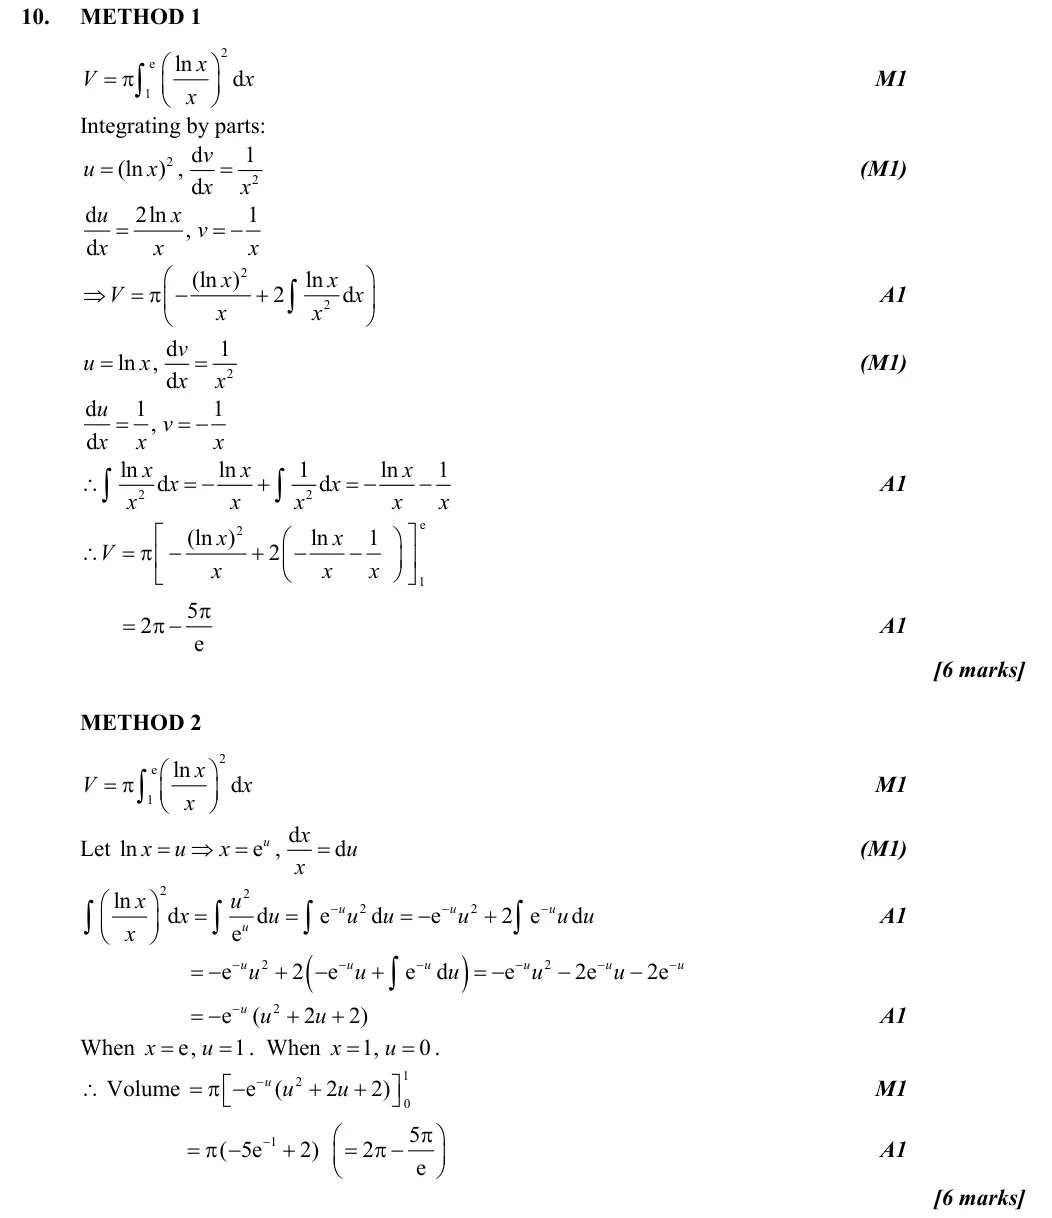 10. METHOD 1
V = π∫₁ᵉ (ln x / x)² dx M1
Integrating by parts:
u = (ln x)², dv/dx = 1/x² (M1)
du/dx = 2 ln x / x, v = −1/x
⇒ V = π(−(ln x)²/x + 2∫ ln x / x² dx) A1
u = ln x, dv/dx = 1/x² (M1)
du/dx = 1/x, v = −1/x
∴ ∫ ln x / x² dx = −ln x / x + ∫ 1/x² dx = −ln x / x − 1/x A1
∴ V = π[−(ln x)²/x + 2(−ln x / x − 1/x)]₁ᵉ
= 2π − 5π/e A1
[6 marks]
METHOD 2
V = π∫₁ᵉ (ln x / x)² dx M1
Let ln x = u ⇒ x = eᵘ, dx/x = du (M1)
∫ (ln x / x)² dx = ∫ u²/eᵘ du = ∫ e⁻ᵘu² du = −e⁻ᵘu² + 2∫ e⁻ᵘu du A1
= −e⁻ᵘu² + 2(−e⁻ᵘu + ∫ e⁻ᵘ du) = −e⁻ᵘu² − 2e⁻ᵘu − 2e⁻ᵘ
= −e⁻ᵘ(u² + 2u + 2) A1
When x = e, u = 1. When x = 1, u = 0.
∴ Volume = π[−e⁻ᵘ(u² + 2u + 2)]₀¹ M1
= π(−5e⁻¹ + 2) (= 2π − 5π/e) A1
[6 marks]